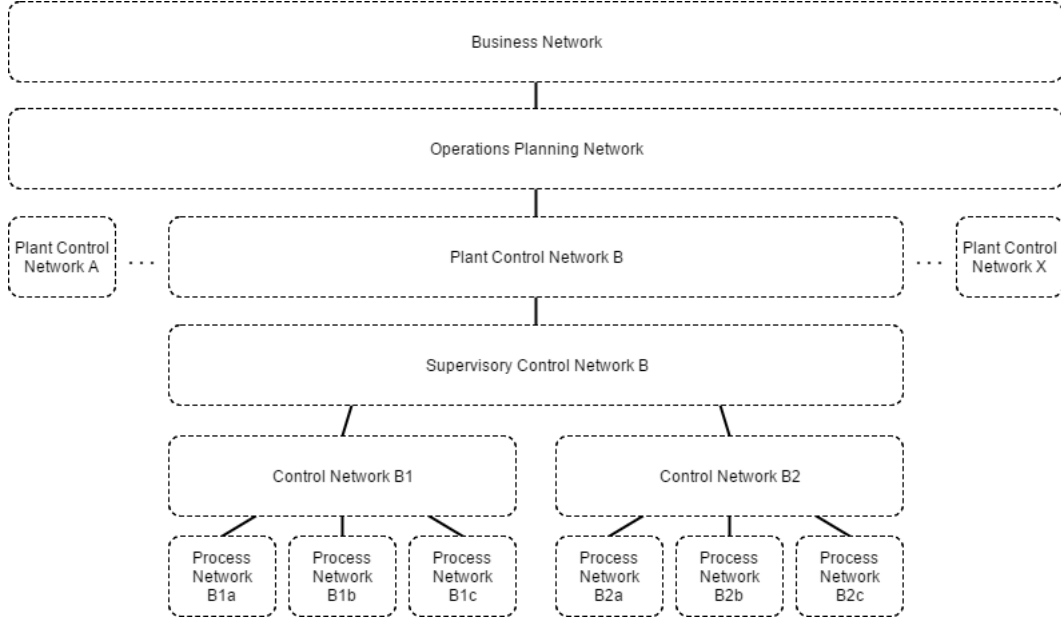 Business Network
Operations Planning Network
Plant Control
Network A
. . .
Plant Control Network B
. . .
Plant Control
Network X
Supervisory Control Network B
Control Network B1
Control Network B2
Process
Network
B1a
Process
Network
B1b
Process
Network
B1c
Process
Network
B2a
Process
Network
B2b
Process
Network
B2c